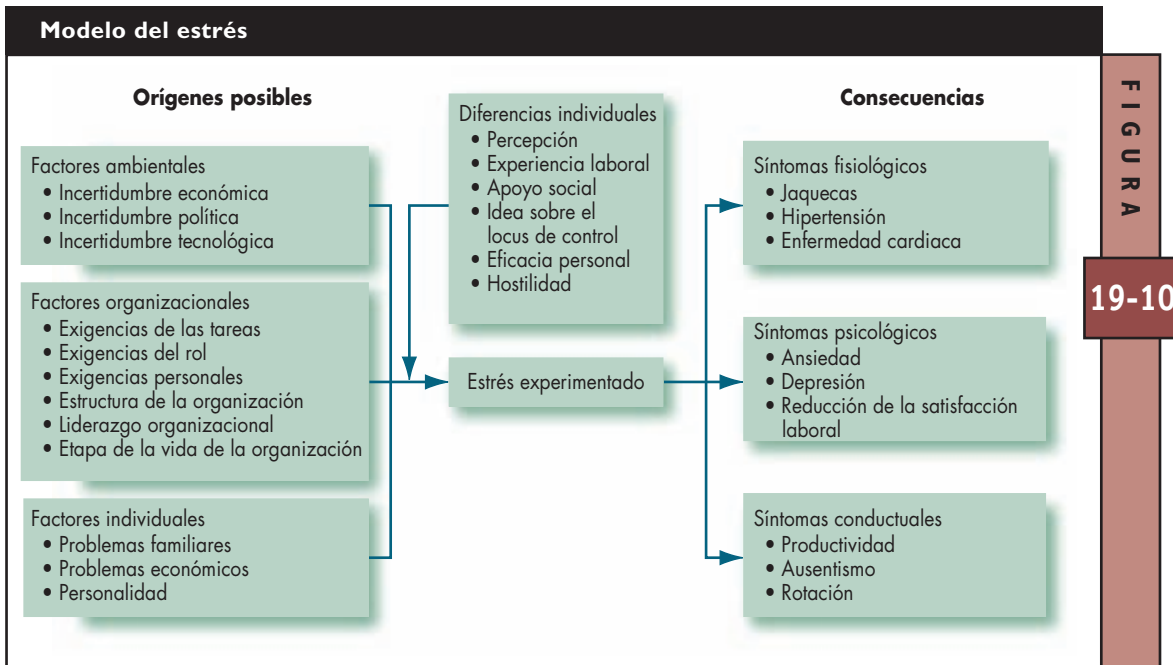 Modelo del estrés
Orígenes posibles
Factores ambientales
• Incertidumbre económica
• Incertidumbre política
• Incertidumbre tecnológica
Factores organizacionales
• Exigencias de las tareas
• Exigencias del rol
• Exigencias personales
• Estructura de la organización
• Liderazgo organizacional
• Etapa de la vida de la organización
Factores individuales
• Problemas familiares
• Problemas económicos
• Personalidad
Diferencias individuales
• Percepción
• Experiencia laboral
• Apoyo social
• Idea sobre el
locus de control
• Eficacia personal
• Hostilidad
Estrés experimentado
Consecuencias
Síntomas fisiológicos
• Jaquecas
• Hipertensión
• Enfermedad cardiaca
Síntomas psicológicos
• Ansiedad
• Depresión
• Reducción de la satisfacción
laboral
Síntomas conductuales
• Productividad
• Ausentismo
• Rotación
FIGURA
19-10